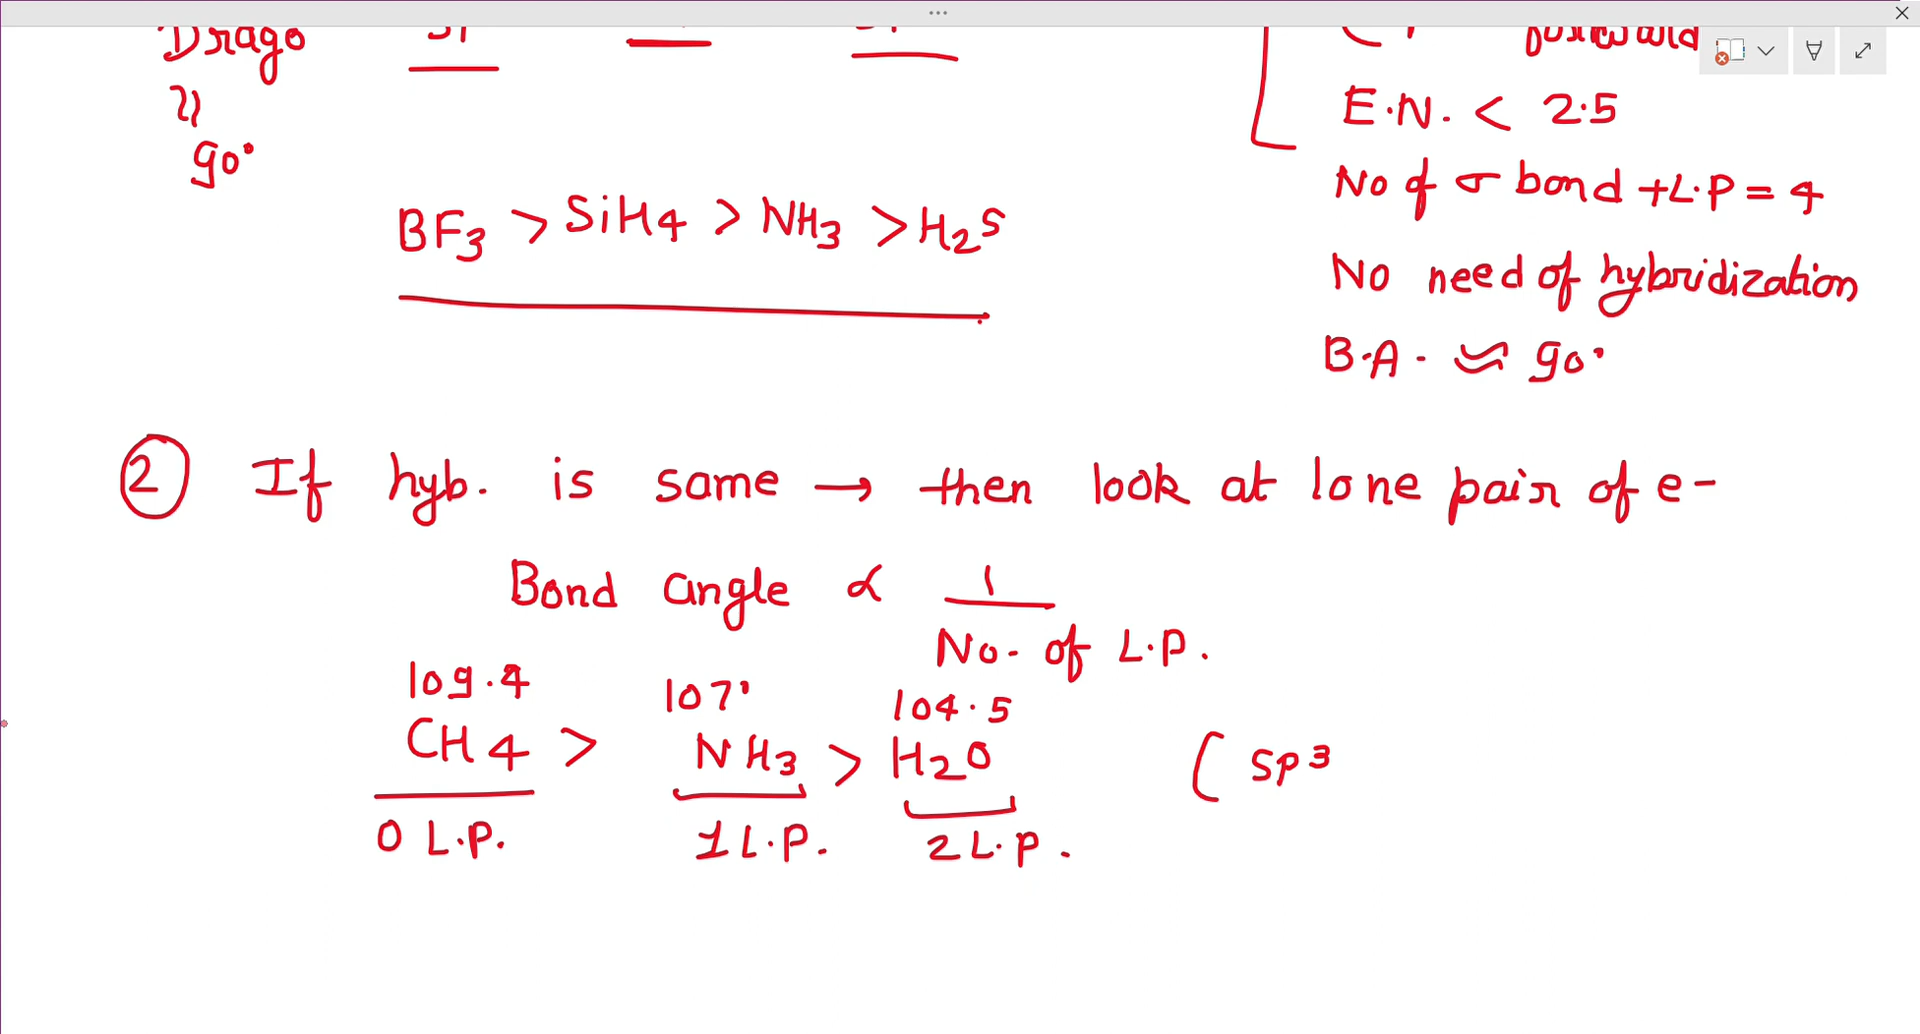 Drago
90°
E.N. < 2.5
No of σ bond + L.P = 4
BF3 > SiH4 > NH3 > H2S
No need of hybridization
B.A. ≈ 90°
② If hyb. is same → then look at lone pair of e-
Bond angle ∝ 1
No. of L.P.
109.4 107° 104.5
CH4 > NH3 > H2O ( sp3
0 L.P. 1 L.P. 2 L.P.